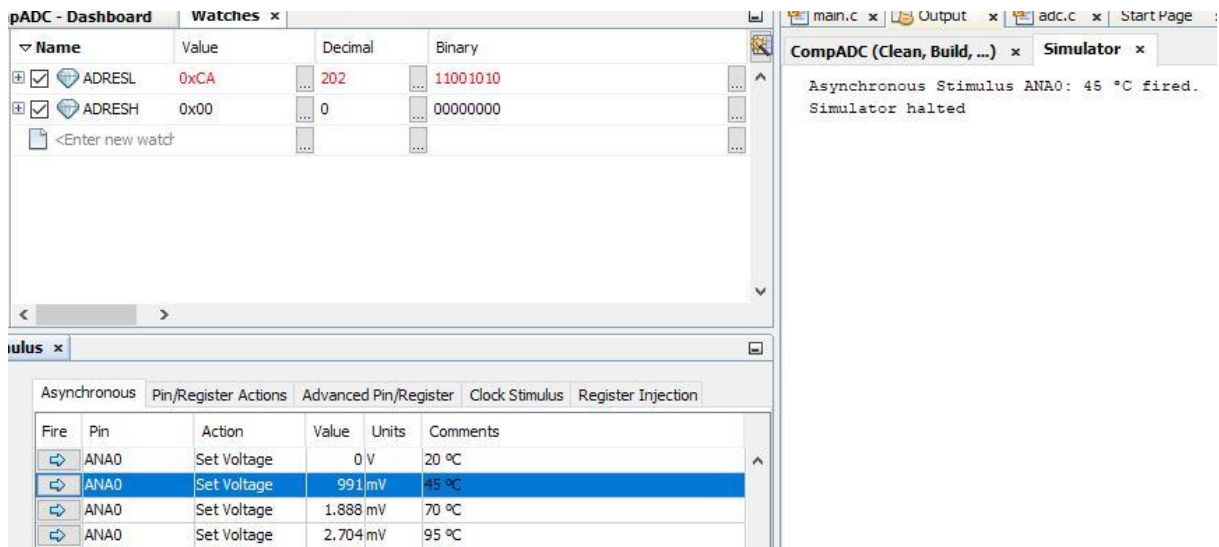 pADC - Dashboard Watches ×
Name Value Decimal Binary
ADRESL 0xCA ... 202 ... 11001010 ...
ADRESH 0x00 ... 0 ... 00000000 ...
<Enter new watch ... ... ...
ulus ×
Asynchronous Pin/Register Actions Advanced Pin/Register Clock Stimulus Register Injection
Fire Pin Action Value Units Comments
ANA0 Set Voltage 0 V 20 ºC
ANA0 Set Voltage 991 mV 45 ºC
ANA0 Set Voltage 1.888 mV 70 ºC
ANA0 Set Voltage 2.704 mV 95 ºC
main.c × Output × adc.c × Start Page
CompADC (Clean, Build, ...) × Simulator ×
Asynchronous Stimulus ANA0: 45 °C fired.
Simulator halted